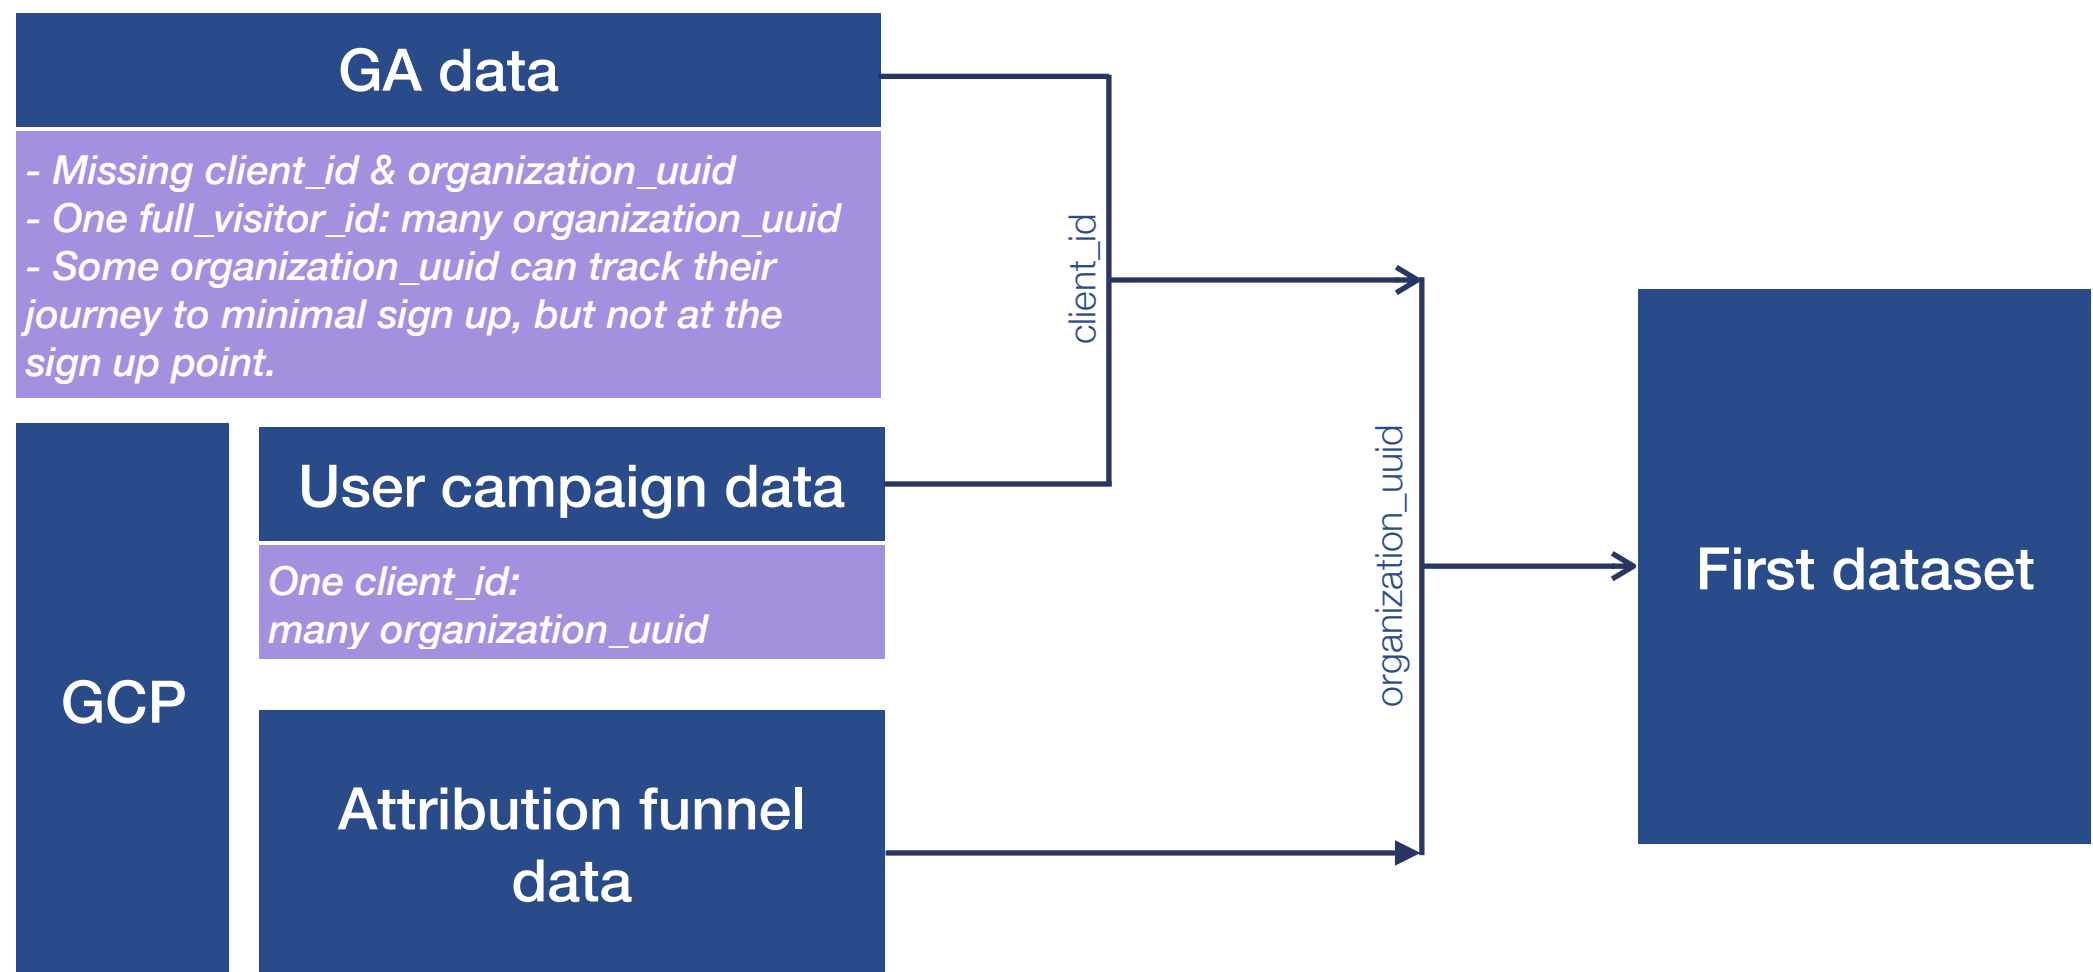 GA data
- Missing client_id & organization_uuid
- One full_visitor_id: many organization_uuid
- Some organization_uuid can track their
journey to minimal sign up, but not at the
sign up point.
client_id
GCP
User campaign data
One client_id:
many organization_uuid
Attribution funnel
data
organization_uuid
First dataset